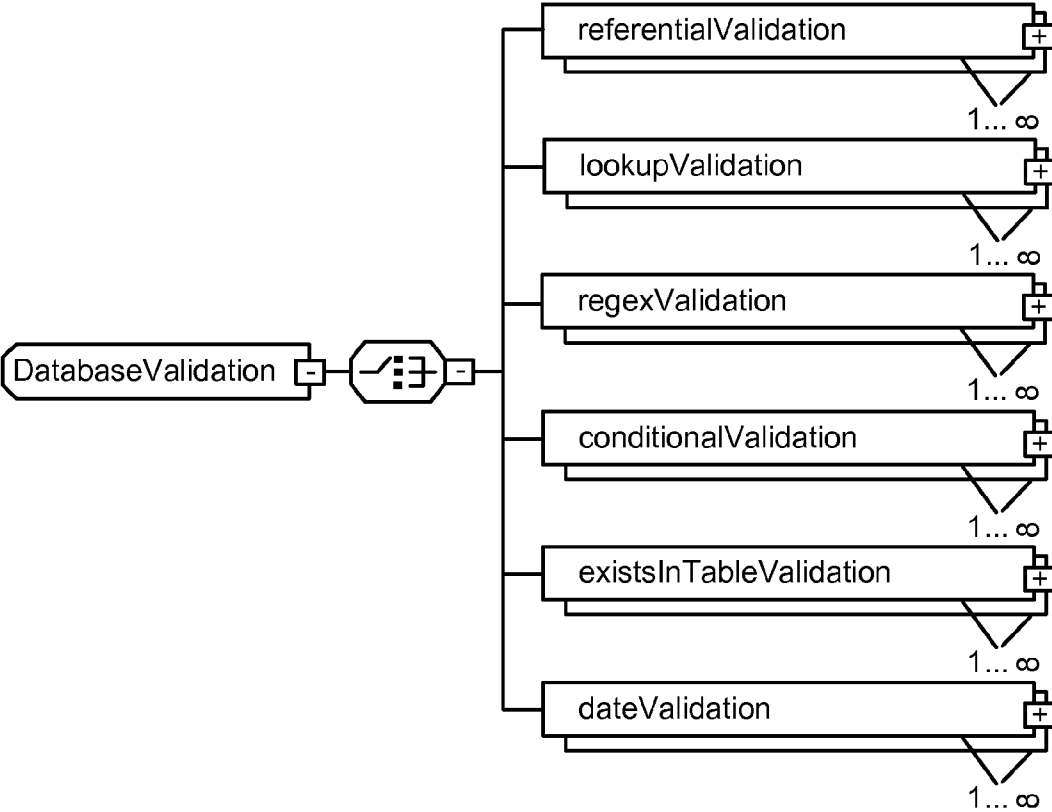 referentialValidation
+
1... ∞
lookupValidation
+
1... ∞
regexValidation
+
1... ∞
DatabaseValidation
-
-
conditionalValidation
+
1... ∞
existsInTableValidation
+
1... ∞
dateValidation
+
1... ∞